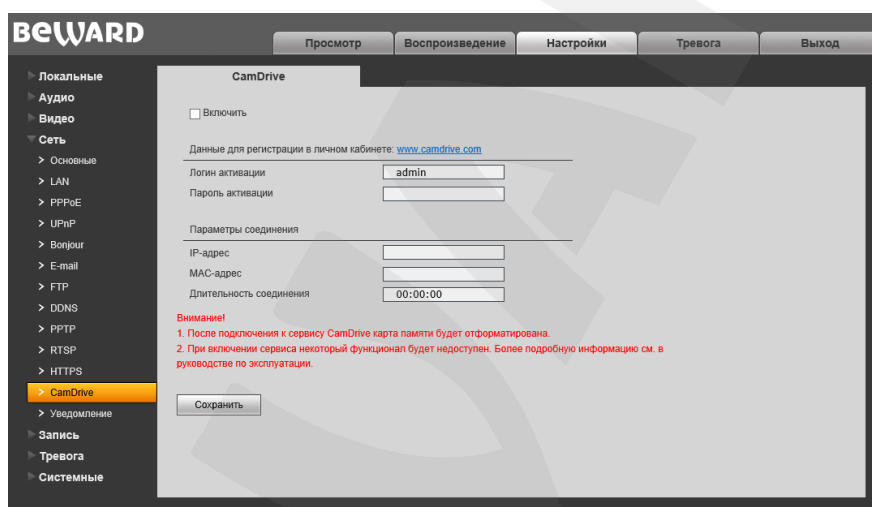 BEWARD
Просмотр
Воспроизведение
Настройки
Тревога
Выход
Локальные
Аудио
Видео
Сеть
> Основные
> LAN
> PPPoE
> UPnP
> Bonjour
> E-mail
> FTP
> DDNS
> PPTP
> RTSP
> HTTPS
> CamDrive
> Уведомление
Запись
Тревога
Системные
CamDrive
Включить
Данные для регистрации в личном кабинете: www.camdrive.com
Логин активации admin
Пароль активации
Параметры соединения
IP-адрес
MAC-адрес
Длительность соединения 00:00:00
Внимание!
1. После подключения к сервису CamDrive карта памяти будет отформатирована.
2. При включении сервиса некоторый функционал будет недоступен. Более подробную информацию см. в
руководстве по эксплуатации.
Сохранить